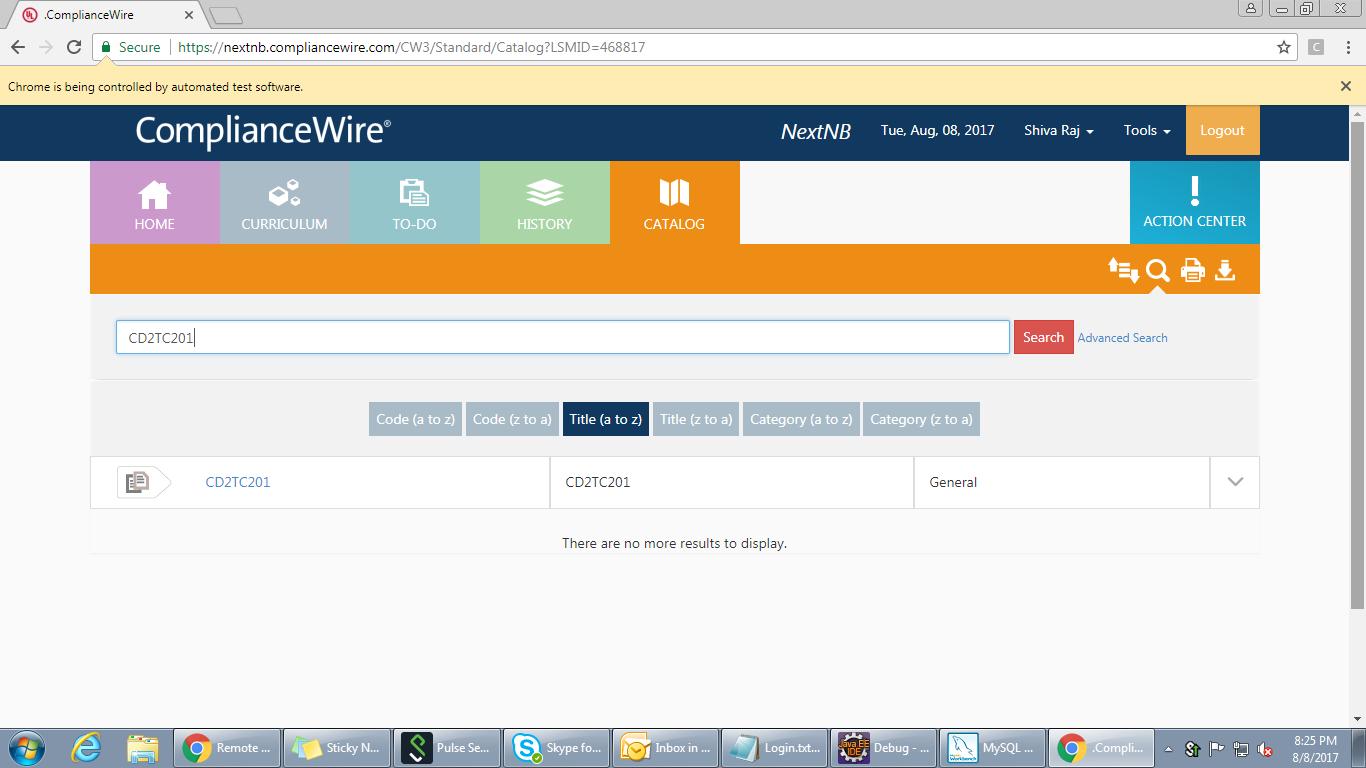 .ComplianceWire
Secure https://nextnb.compliancewire.com/CW3/Standard/Catalog?LSMID=468817
Chrome is being controlled by automated test software.
ComplianceWire® NextNB Tue, Aug, 08, 2017 Shiva Raj Tools Logout
HOME CURRICULUM TO-DO HISTORY CATALOG ACTION CENTER
CD2TC201 Search Advanced Search
Code (a to z) Code (z to a) Title (a to z) Title (z to a) Category (a to z) Category (z to a)
CD2TC201 CD2TC201 General
There are no more results to display.
Remote ... Sticky N... Pulse Se... Skype fo... Inbox in ... Login.txt... Debug - ... MySQL ... .Compli... 8:25 PM
8/8/2017